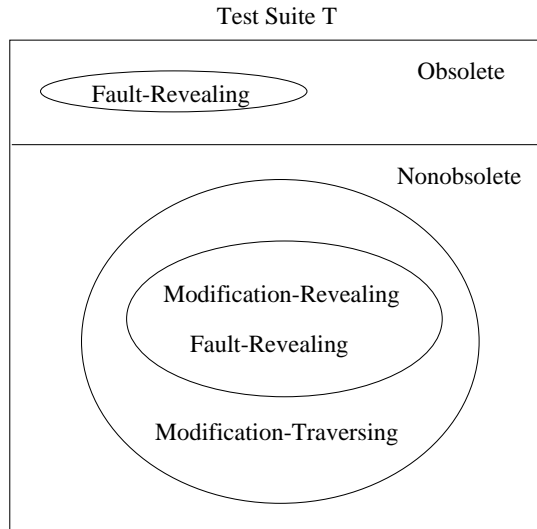 Test Suite T
Obsolete
Fault-Revealing
Nonobsolete
Modification-Revealing
Fault-Revealing
Modification-Traversing